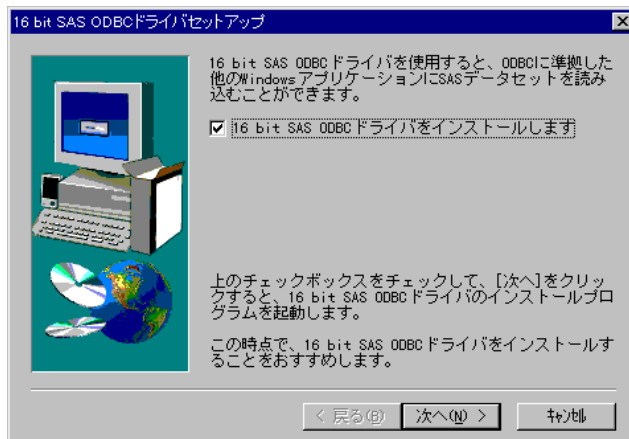 16 bit SAS ODBCドライバセットアップ
16 bit SAS ODBCドライバを使用すると、ODBCに準拠した
他のWindowsアプリケーションにSASデータセットを読み
込むことができます。
16 bit SAS ODBCドライバをインストールします
上のチェックボックスをチェックして、[次へ]をクリッ
クすると、16 bit SAS ODBCドライバのインストールプロ
グラムを起動します。
この時点で、16 bit SAS ODBCドライバをインストールす
ることをおすすめします。
< 戻る(B) 次へ(N) > ｷｬﾝｾﾙ